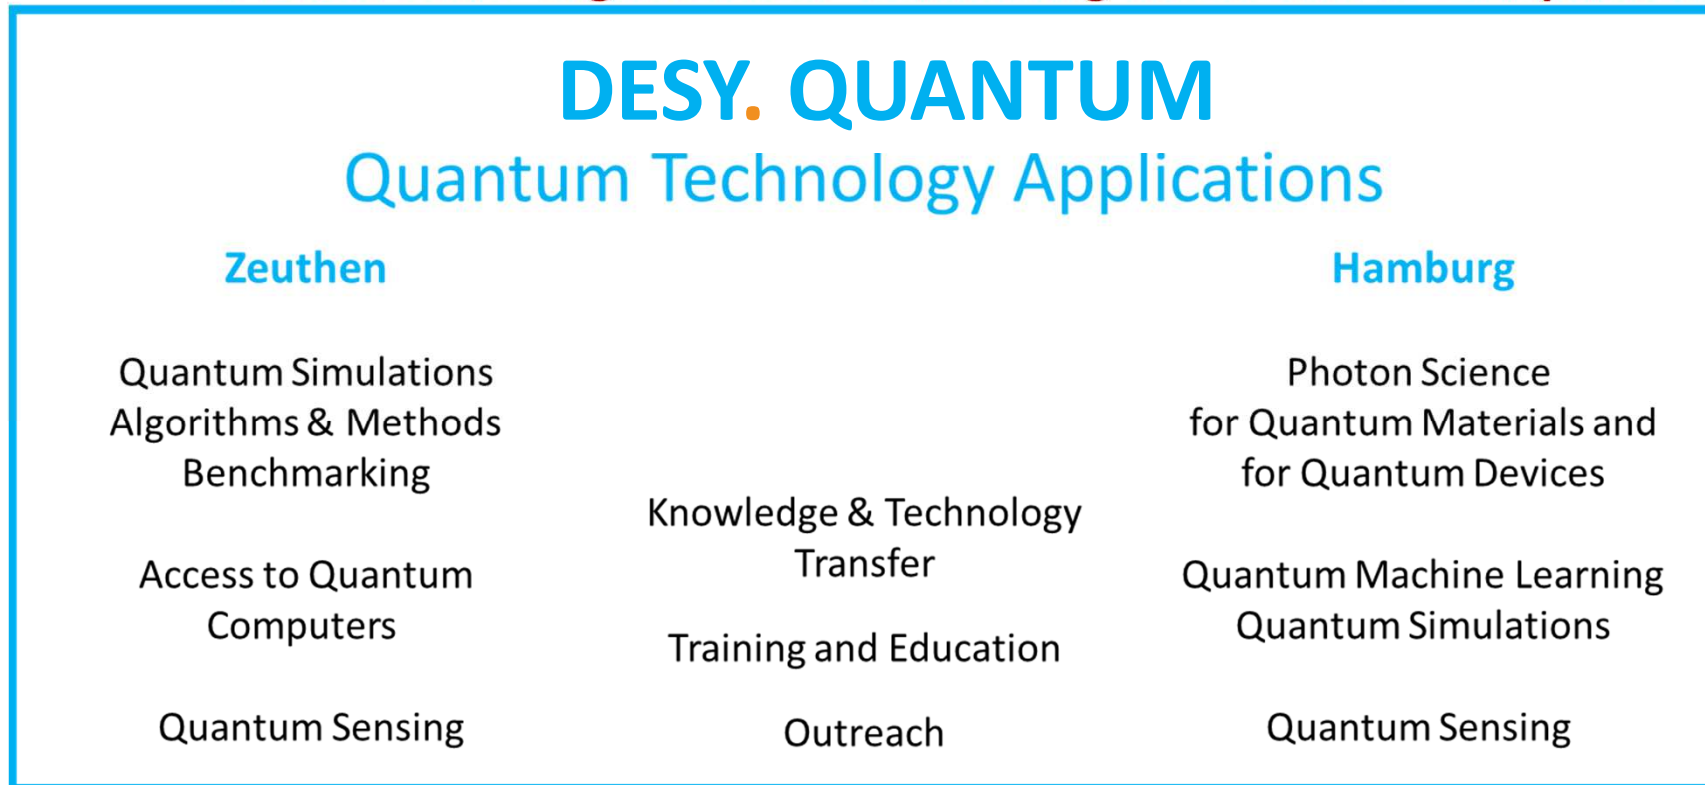 DESY. QUANTUM
Quantum Technology Applications
Zeuthen
Quantum Simulations
Algorithms & Methods
Benchmarking
Access to Quantum
Computers
Quantum Sensing
Knowledge & Technology
Transfer
Training and Education
Outreach
Hamburg
Photon Science
for Quantum Materials and
for Quantum Devices
Quantum Machine Learning
Quantum Simulations
Quantum Sensing